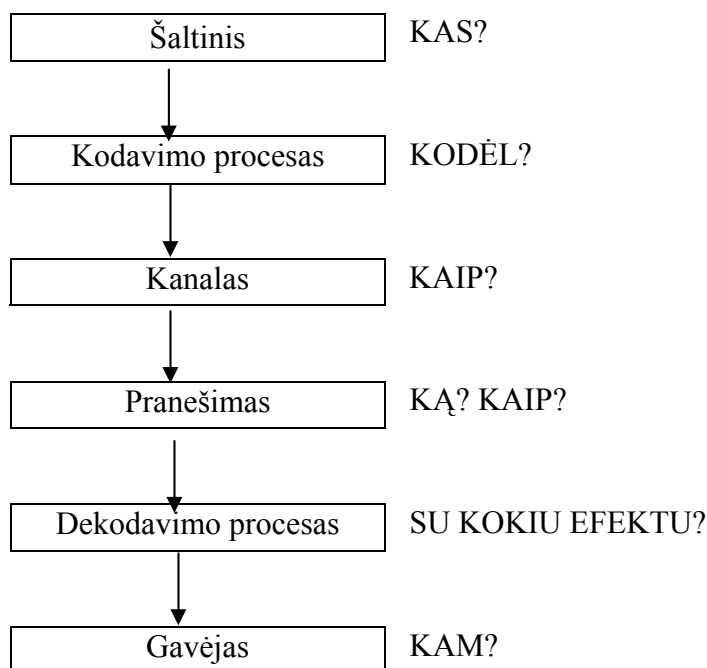 Šaltinis KAS?
Kodavimo procesas KODĖL?
Kanalas KAIP?
Pranešimas KĄ? KAIP?
Dekodavimo procesas SU KOKIU EFEKTU?
Gavėjas KAM?